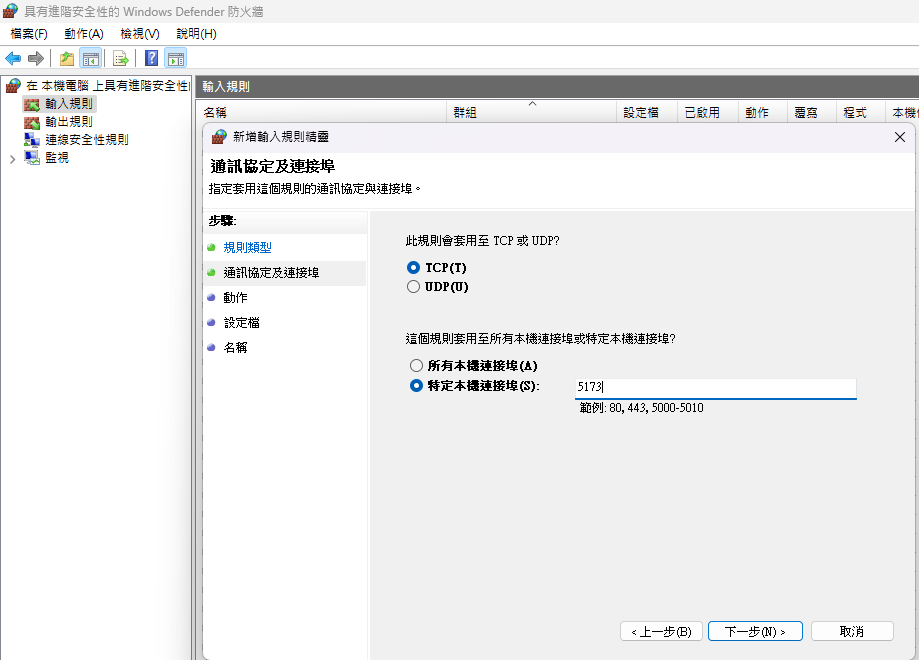 具有進階安全性的 Windows Defender 防火牆
檔案(F) 動作(A) 檢視(V) 說明(H)
在 本機電腦 上具有進階安全性
輸入規則
輸出規則
連線安全性規則
監視
輸入規則
名稱 群組 設定檔 已啟用 動作 覆寫 程式 本機
新增輸入規則精靈
通訊協定及連接埠
指定套用這個規則的通訊協定與連接埠。
步驟:
規則類型
通訊協定及連接埠
動作
設定檔
名稱
此規則會套用至 TCP 或 UDP?
TCP(T)
UDP(U)
這個規則套用至所有本機連接埠或特定本機連接埠?
所有本機連接埠(A)
特定本機連接埠(S): 5173
範例: 80, 443, 5000-5010
< 上一步(B) 下一步(N) > 取消